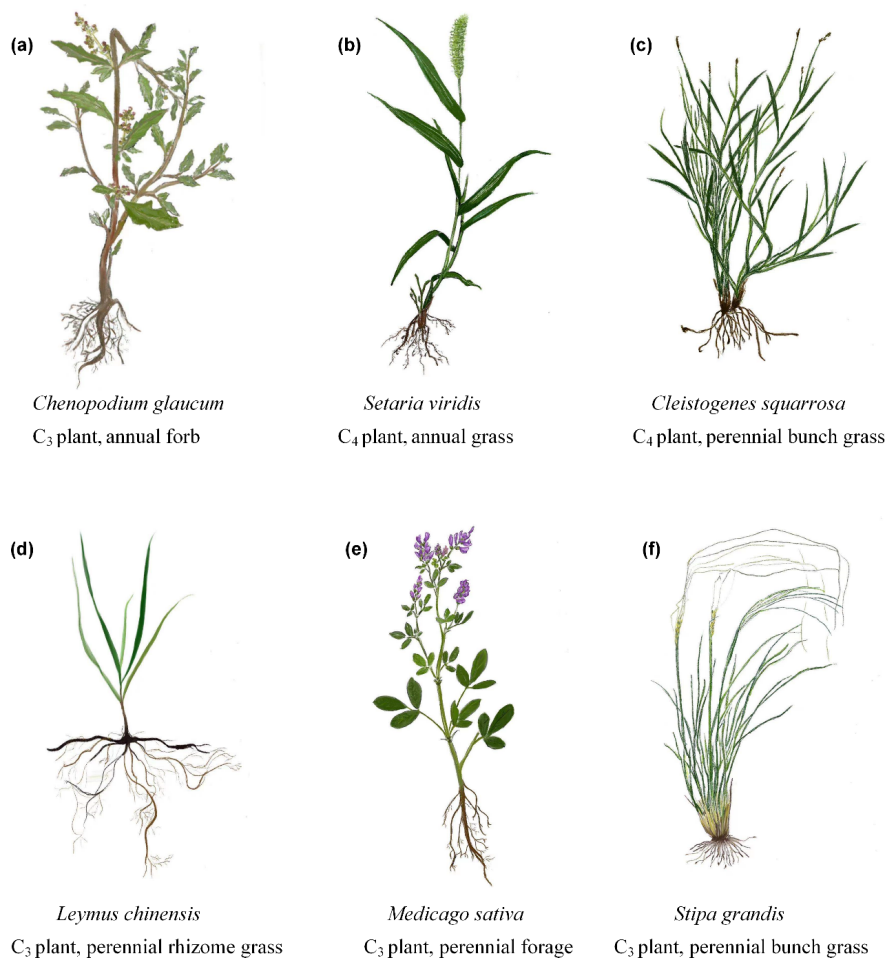 (a)
(b)
(c)
Chenopodium glaucum
Setaria viridis
Cleistogenes squarrosa
C₃ plant, annual forb
C₄ plant, annual grass
C₄ plant, perennial bunch grass
(d)
(e)
(f)
Leymus chinensis
Medicago sativa
Stipa grandis
C₃ plant, perennial rhizome grass
C₃ plant, perennial forage
C₃ plant, perennial bunch grass